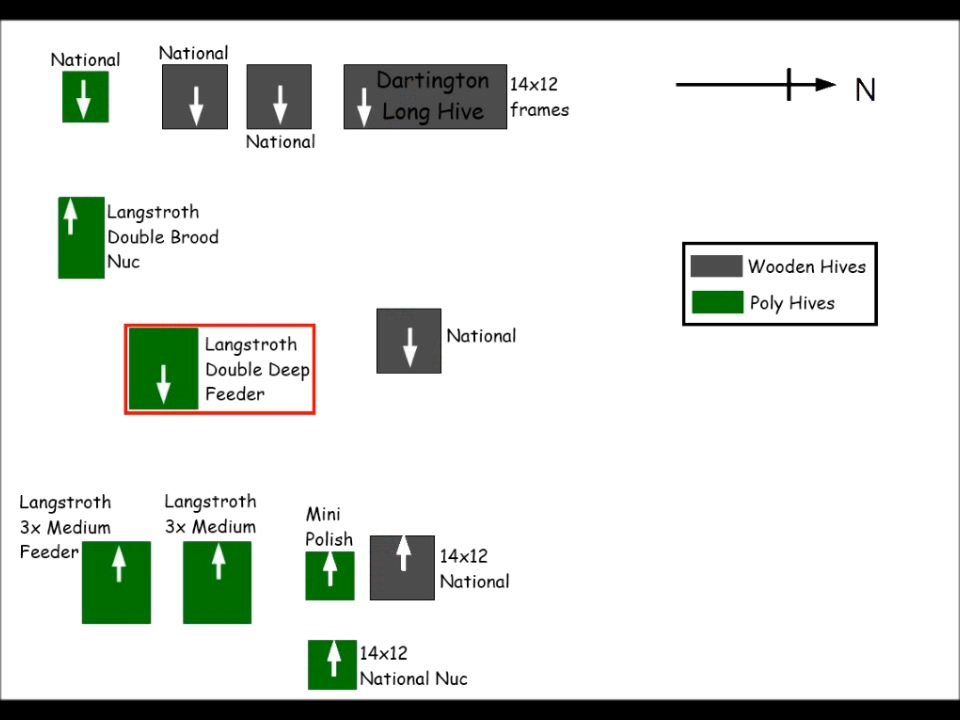 National
National
National
Dartington
Long Hive
14x12
frames
N
Langstroth
Double Brood
Nuc
Wooden Hives
Poly Hives
Langstroth
Double Deep
Feeder
National
Langstroth
3x Medium
Feeder
Langstroth
3x Medium
Mini
Polish
14x12
National
14x12
National Nuc